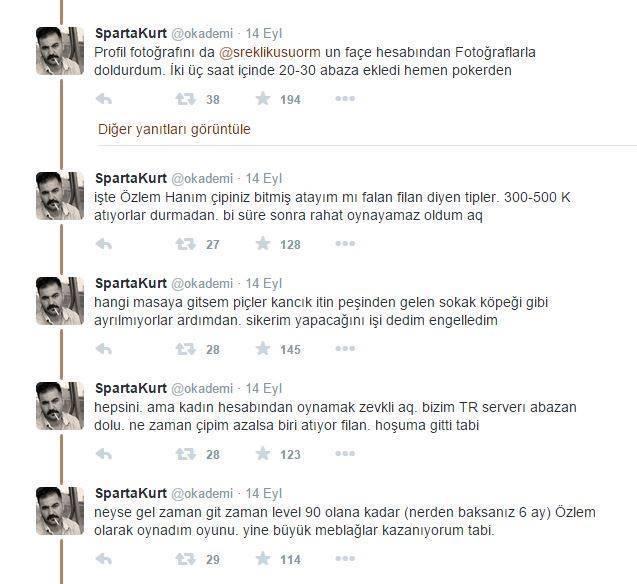 SpartaKurt @okademi · 14 Eyl
Profil fotoğrafını da @sreklikusuorm un façe hesabından Fotoğraflarla
doldurdum. İki üç saat içinde 20-30 abaza ekledi hemen pokerden
38 194
Diğer yanıtları görüntüle
SpartaKurt @okademi · 14 Eyl
işte Özlem Hanım çipiniz bitmiş atayım mı falan filan diyen tipler. 300-500 K
atıyorlar durmadan. bi süre sonra rahat oynayamaz oldum aq
27 128
SpartaKurt @okademi · 14 Eyl
hangi masaya gitsem piçler kancık itin peşinden gelen sokak köpeği gibi
ayrılmıyorlar ardımdan. sikerim yapacağını işi dedim engelledim
28 145
SpartaKurt @okademi · 14 Eyl
hepsini. ama kadın hesabından oynamak zevkli aq. bizim TR serverı abazan
dolu. ne zaman çipim azalsa biri atıyor filan. hoşuma gitti tabi
28 123
SpartaKurt @okademi · 14 Eyl
neyse gel zaman git zaman level 90 olana kadar (nerden baksanız 6 ay) Özlem
olarak oynadım oyunu. yine büyük meblağlar kazanıyorum tabi.
29 114